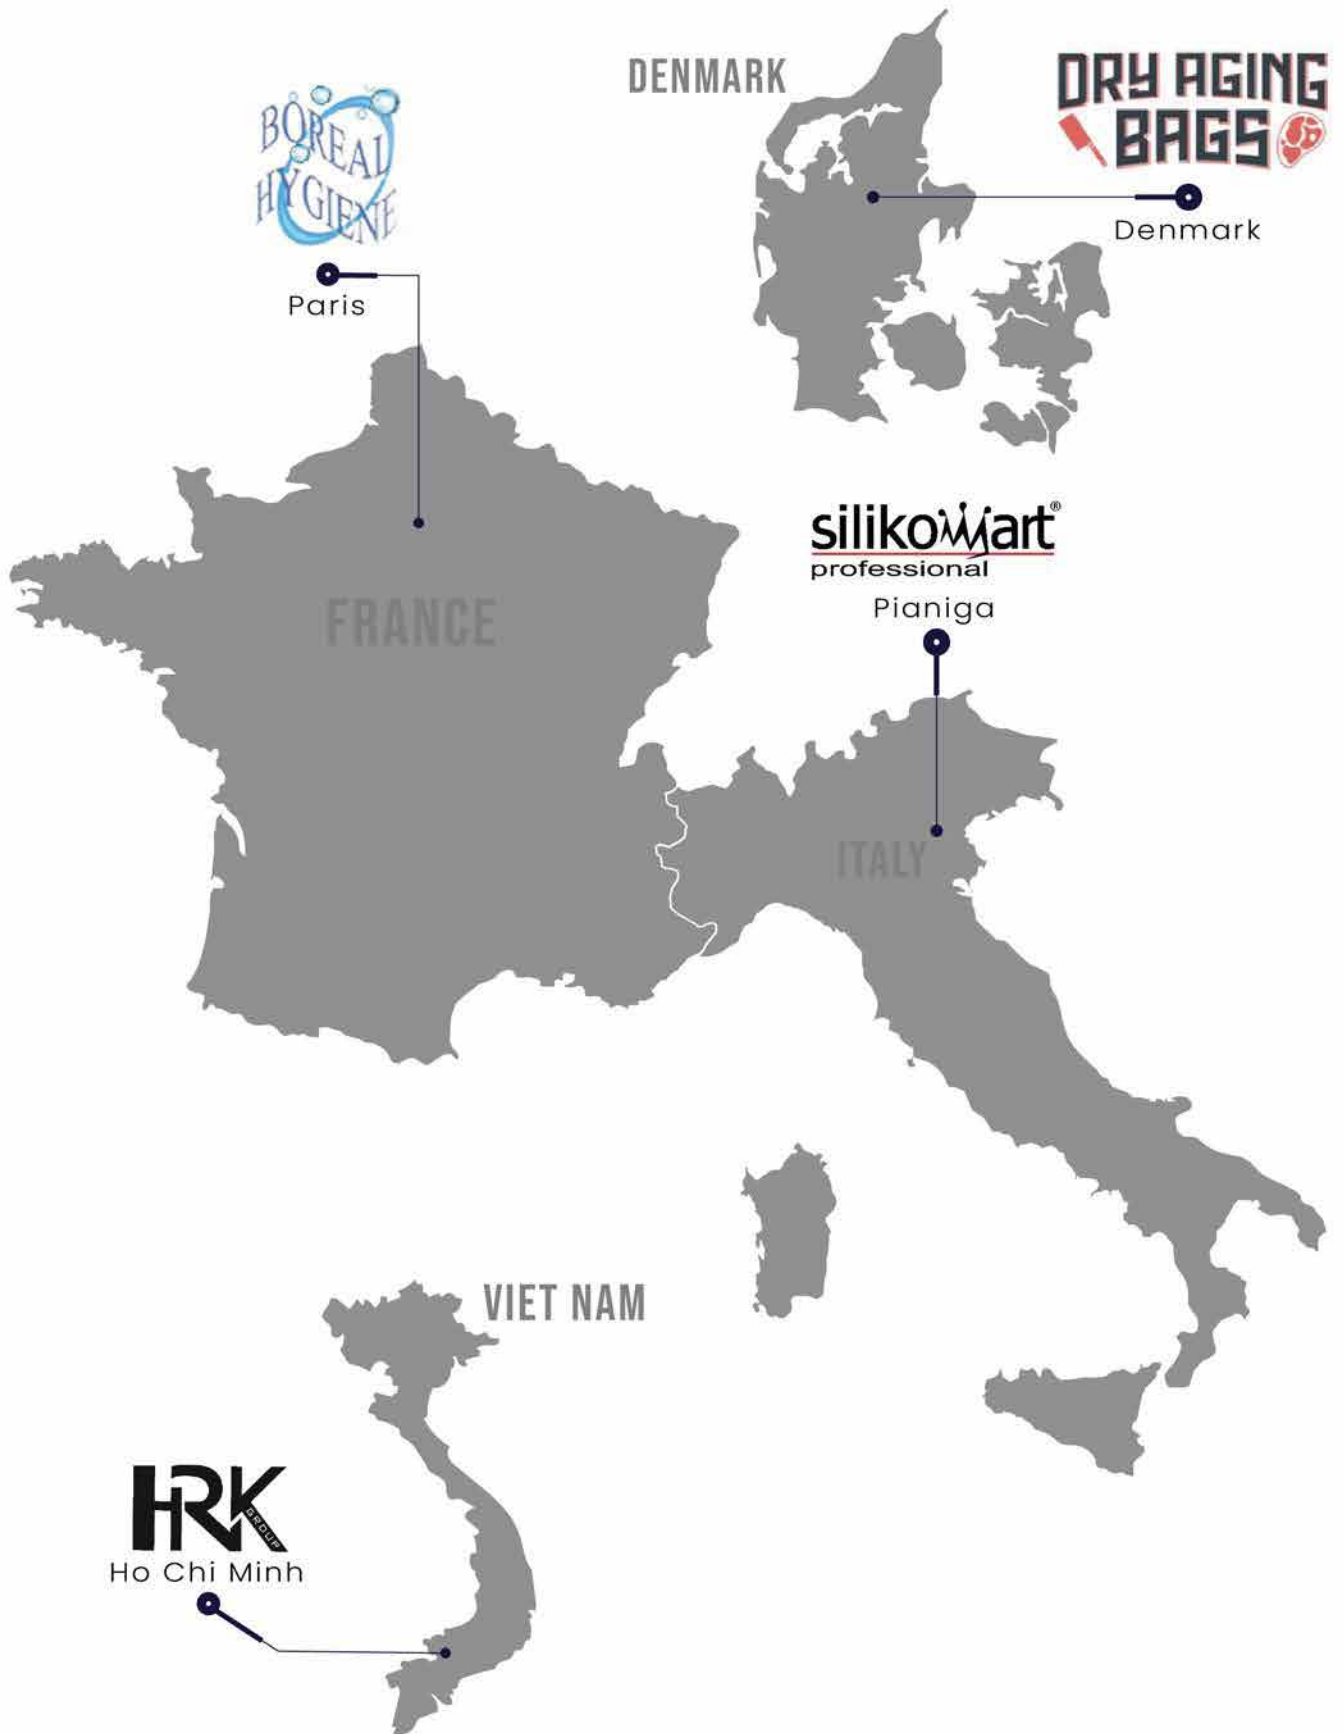 DENMARK
DRY AGING
BAGS
Denmark
BOREAL
HYGIENE
Paris
FRANCE
silikomart®
professional
Pianiga
ITALY
VIET NAM
HRK
GROUP
Ho Chi Minh